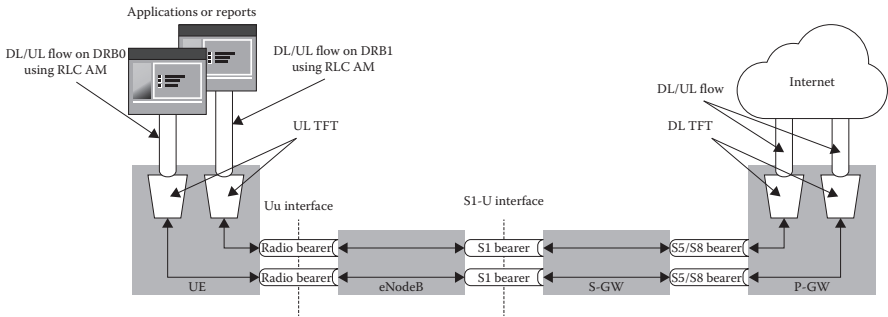 Applications or reports
DL/UL flow on DRB0
using RLC AM
DL/UL flow on DRB1
using RLC AM
UL TFT
Internet
DL/UL flow
DL TFT
Uu interface
S1-U interface
Radio bearer
S1 bearer
S5/S8 bearer
Radio bearer
S1 bearer
S5/S8 bearer
UE
eNodeB
S-GW
P-GW